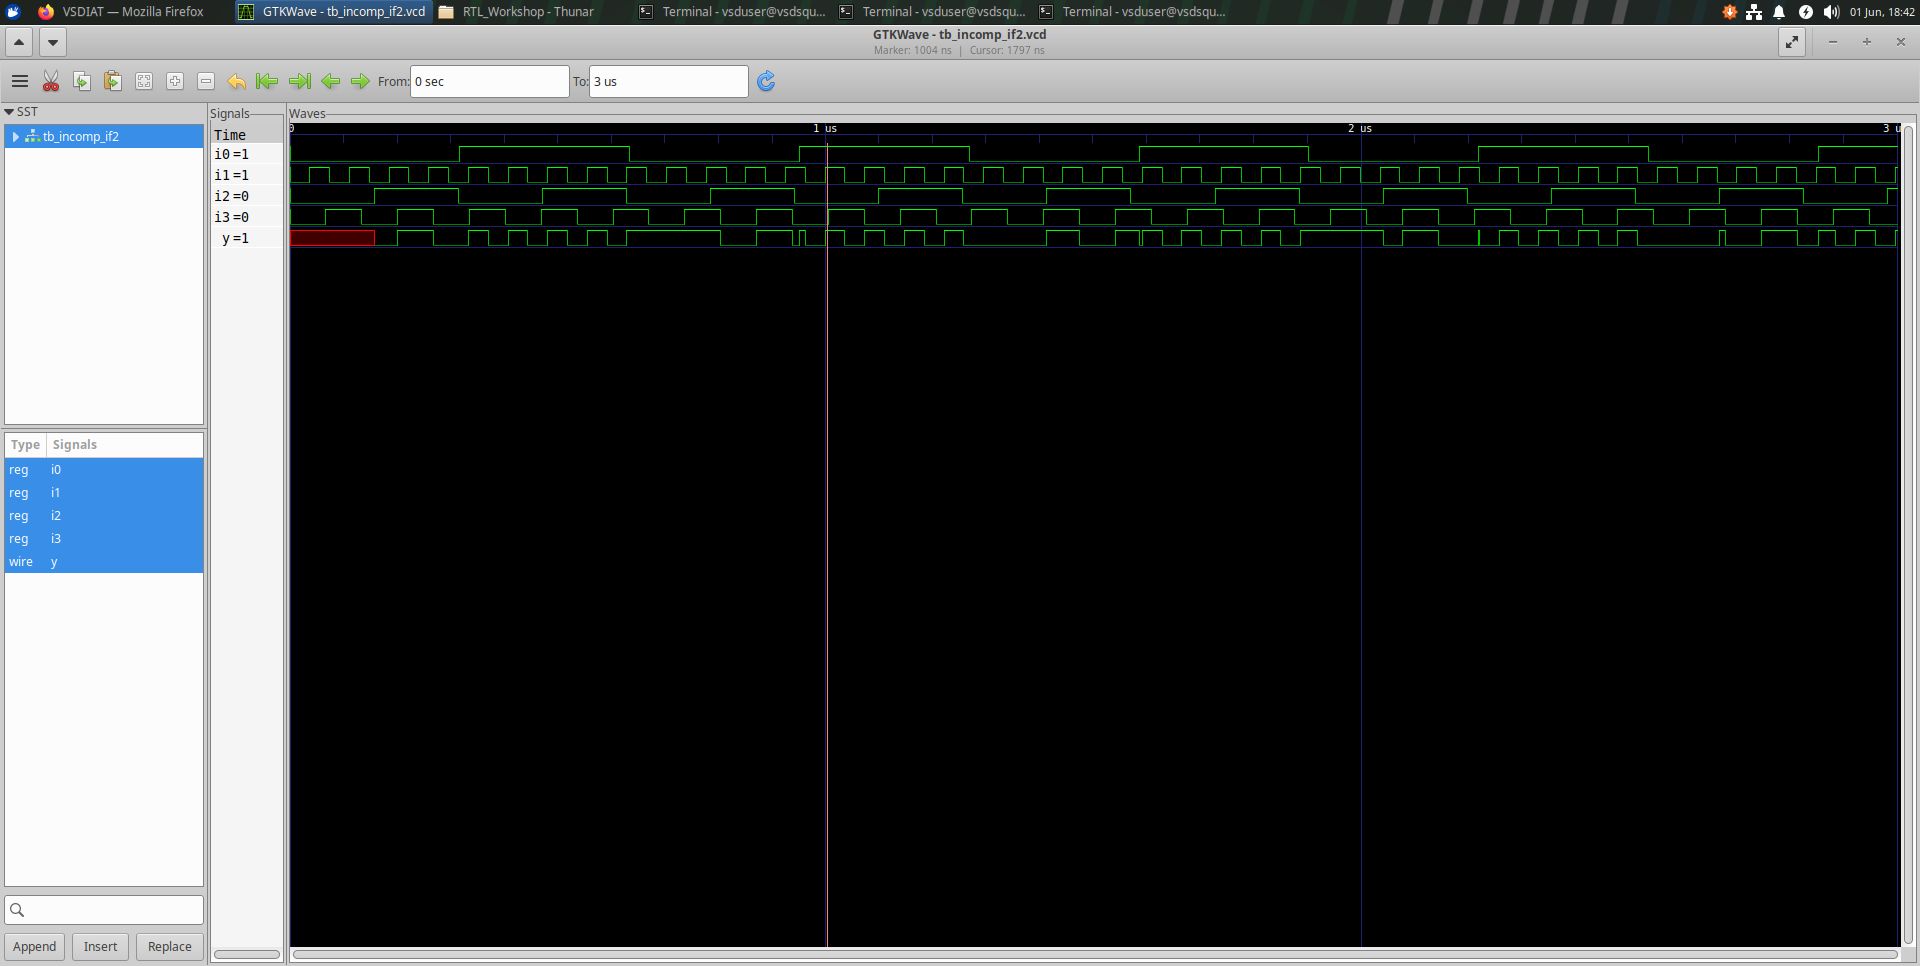 VSDIAT — Mozilla Firefox
GTKWave - tb_incomp_if2.vcd
RTL_Workshop - Thunar
Terminal - vsduser@vsdsqu...
Terminal - vsduser@vsdsqu...
Terminal - vsduser@vsdsqu...
01 Jun, 18:42
GTKWave - tb_incomp_if2.vcd
Marker: 1004 ns | Cursor: 1797 ns
From: 0 sec
To: 3 us
SST
tb_incomp_if2
Type Signals
reg i0
reg i1
reg i2
reg i3
wire y
Append Insert Replace
Signals
Time
i0 =1
i1 =1
i2 =0
i3 =0
y =1
Waves
0 1 us 2 us 3 u